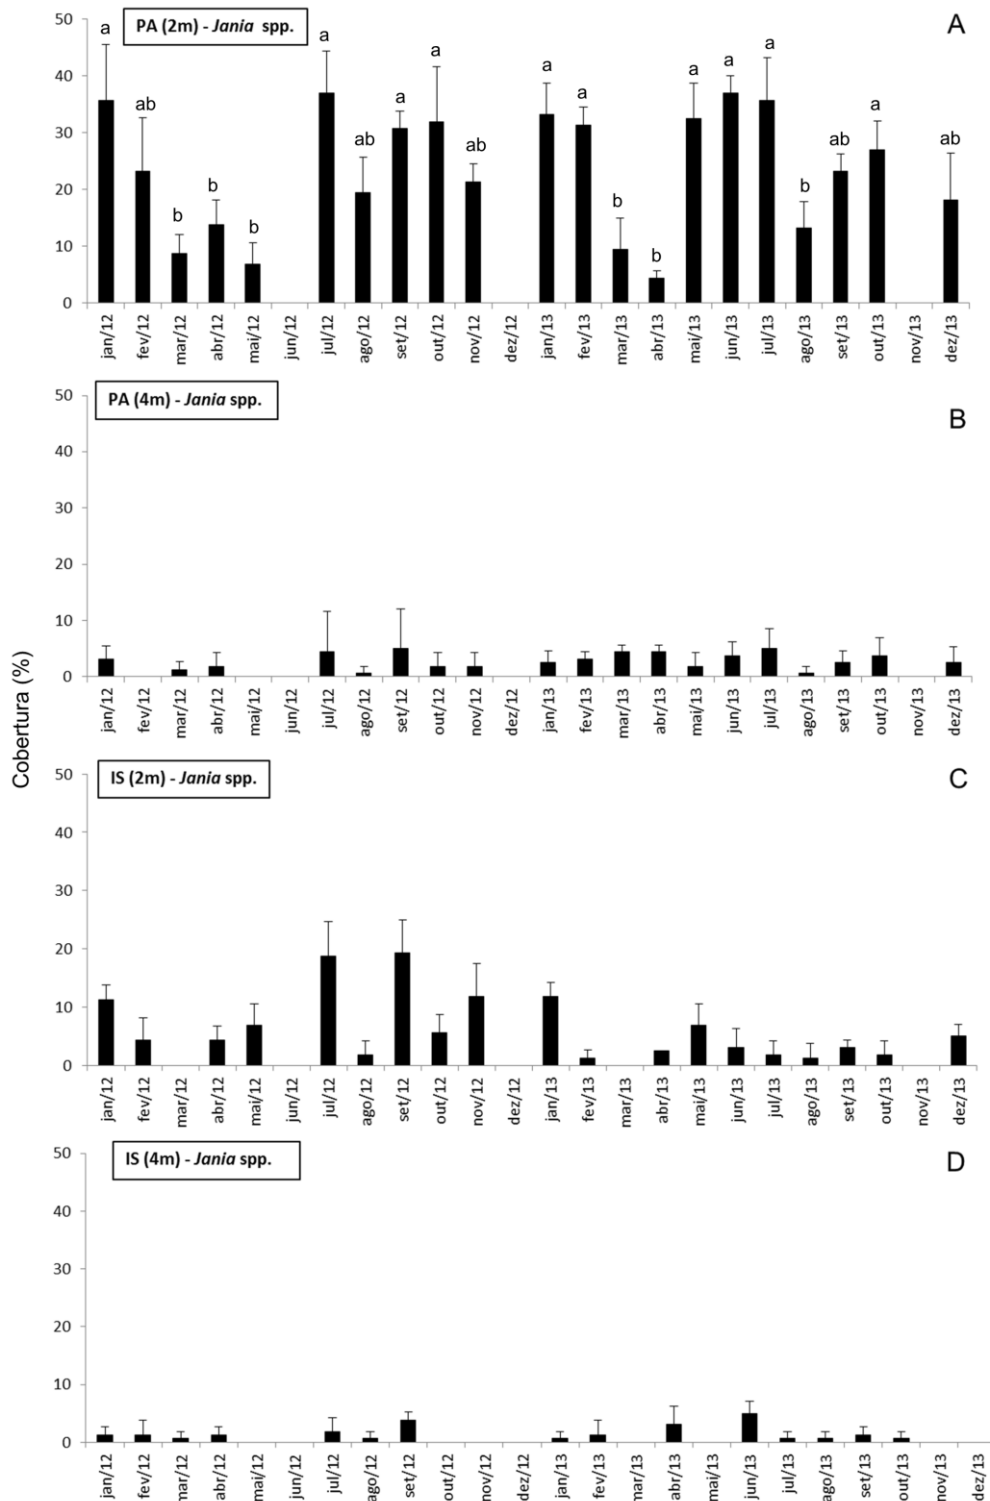 PA (2m) - Jania spp.
A
50
40
30
20
10
0
a
ab
b
b
b
a
ab
a
a
ab
a
a
b
b
a
a
a
b
ab
a
ab
jan/12
fev/12
mar/12
abr/12
mai/12
jun/12
jul/12
ago/12
set/12
out/12
nov/12
dez/12
jan/13
fev/13
mar/13
abr/13
mai/13
jun/13
jul/13
ago/13
set/13
out/13
nov/13
dez/13
PA (4m) - Jania spp.
B
50
40
30
20
10
0
jan/12
fev/12
mar/12
abr/12
mai/12
jun/12
jul/12
ago/12
set/12
out/12
nov/12
dez/12
jan/13
fev/13
mar/13
abr/13
mai/13
jun/13
jul/13
ago/13
set/13
out/13
nov/13
dez/13
Cobertura (%)
IS (2m) - Jania spp.
C
50
40
30
20
10
0
jan/12
fev/12
mar/12
abr/12
mai/12
jun/12
jul/12
ago/12
set/12
out/12
nov/12
dez/12
jan/13
fev/13
mar/13
abr/13
mai/13
jun/13
jul/13
ago/13
set/13
out/13
nov/13
dez/13
IS (4m) - Jania spp.
D
50
40
30
20
10
0
jan/12
fev/12
mar/12
abr/12
mai/12
jun/12
jul/12
ago/12
set/12
out/12
nov/12
dez/12
jan/13
fev/13
mar/13
abr/13
mai/13
jun/13
jul/13
ago/13
set/13
out/13
nov/13
dez/13